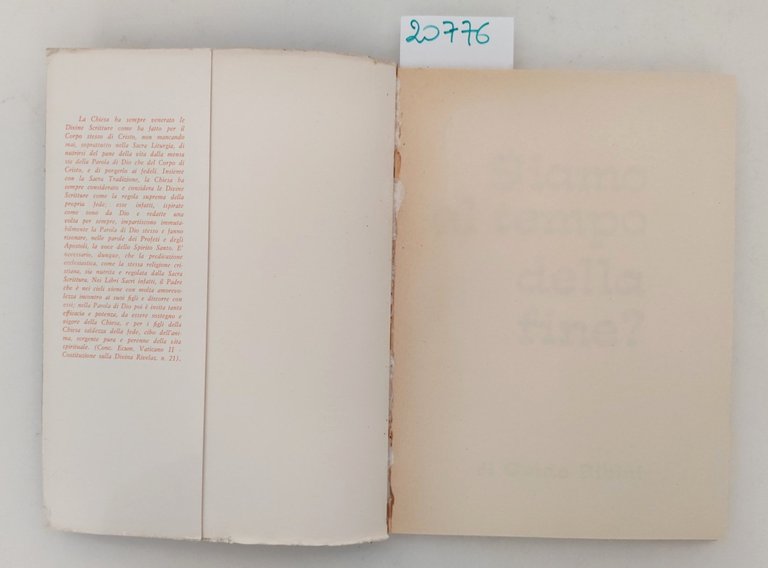 20776
La Chiesa ha sempre venerato le
Divine Scritture come ha fatto per il
Corpo stesso di Cristo, non mancando
mai, soprattutto nella Sacra Liturgia, di
nutrirsi del pane della vita dalla mensa
sia della Parola di Dio che del Corpo di
Cristo, e di porgerlo ai fedeli. Insieme
con la Sacra Tradizione, la Chiesa ha
sempre considerato e considera le Divine
Scritture come la regola suprema della
propria fede; esse infatti, ispirate
come sono da Dio e redatte una
volta per sempre, impartiscono immuta-
bilmente la Parola di Dio stesso e fanno
risonare, nelle parole dei Profeti e degli
Apostoli, la voce dello Spirito Santo. E'
necessario, dunque, che la predicazione
ecclesiastica, come la stessa religione cri-
stiana, sia nutrita e regolata dalla Sacra
Scrittura. Nei Libri Sacri infatti, il Padre
che è nei cieli viene con molta amorevo-
lezza incontro ai suoi figli e discorre con
essi; nella Parola di Dio poi è insita tanta
efficacia e potenza, da essere sostegno e
vigore della Chiesa, e per i figli della
Chiesa saldezza della fede, cibo dell'ani-
ma, sorgente pura e perenne della vita
spirituale. (Conc. Ecum. Vaticano II -
Costituzione sulla Divina Rivelaz. n. 21).